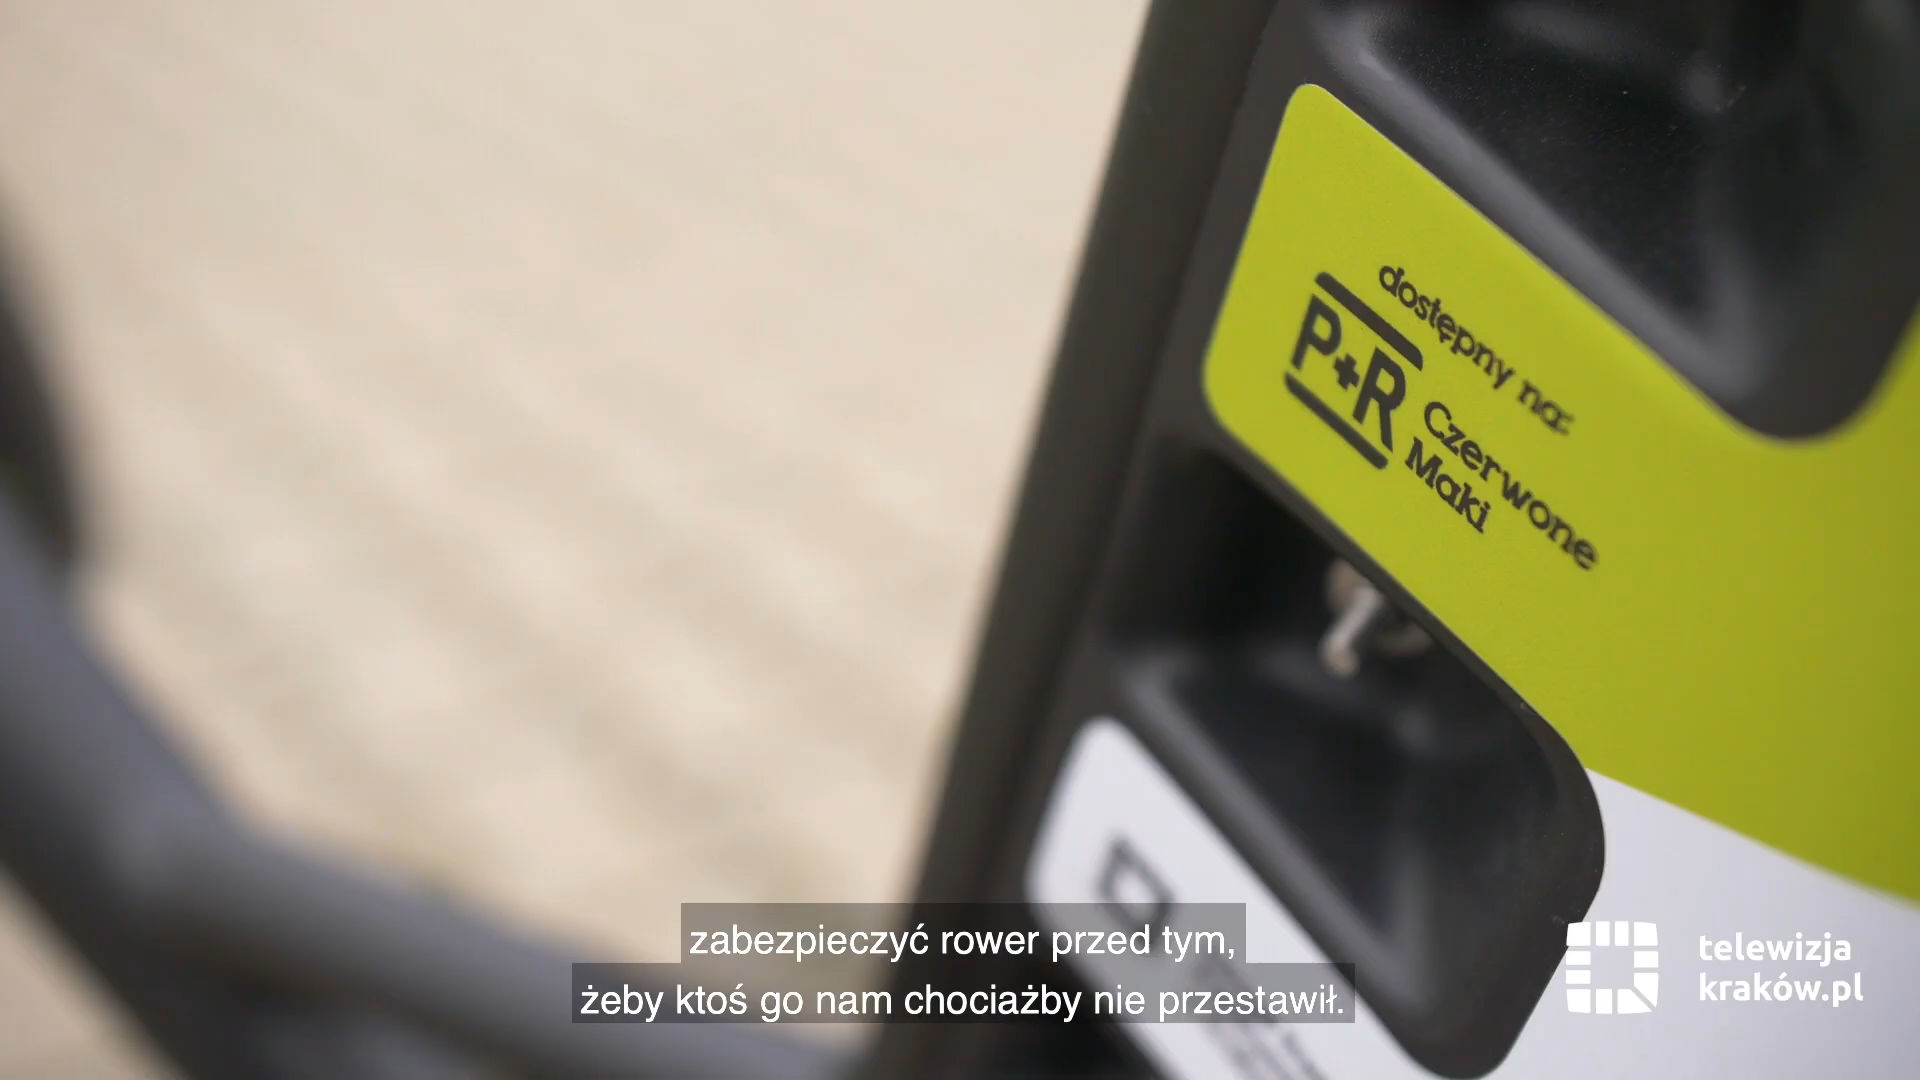 dostępny na:
P+R
Czerwone
Maki
zabezpieczyć rower przed tym,
żeby ktoś go nam chociażby nie przestawił.
telewizja
kraków.pl